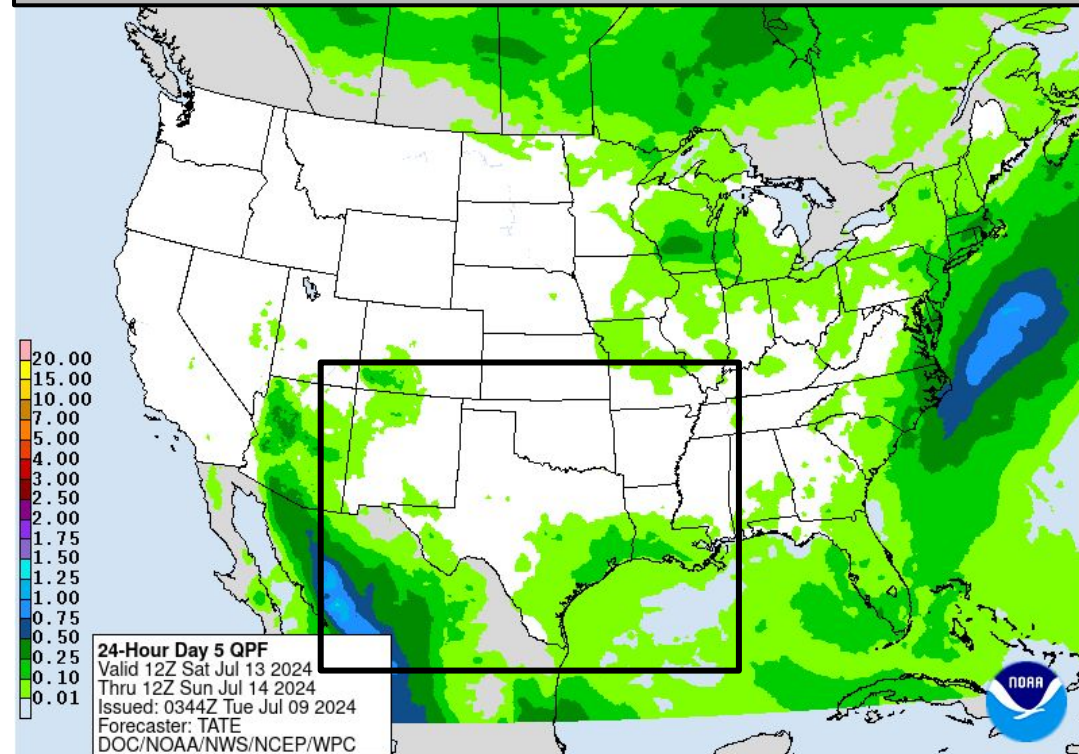 20.00
15.00
10.00
7.00
5.00
4.00
3.00
2.50
2.00
1.75
1.50
1.25
1.00
0.75
0.50
0.25
0.10
0.01
24-Hour Day 5 QPF
Valid 12Z Sat Jul 13 2024
Thru 12Z Sun Jul 14 2024
Issued: 0344Z Tue Jul 09 2024
Forecaster: TATE
DOC/NOAA/NWS/NCEP/WPC
NOAA